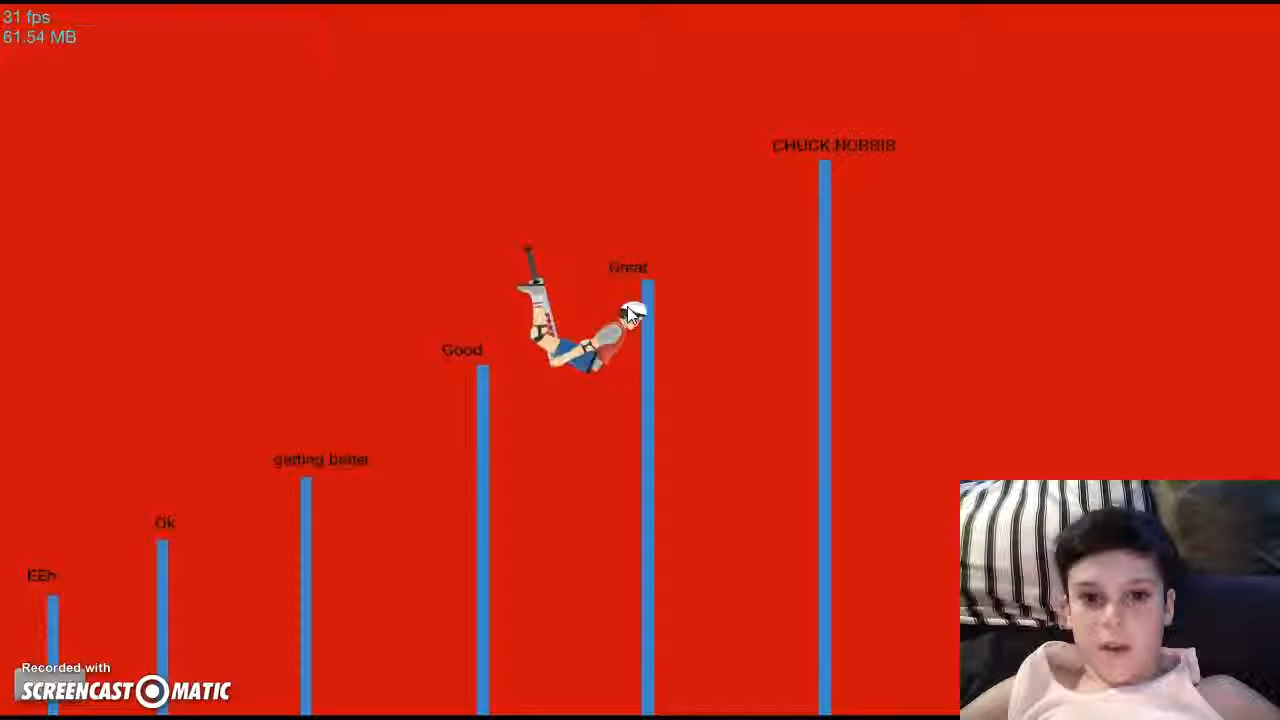 31 fps
61.54 MB
CHUCK NORRIS
Great
Good
getting better
Ok
EEh
Recorded with
SCREENCAST MATIC